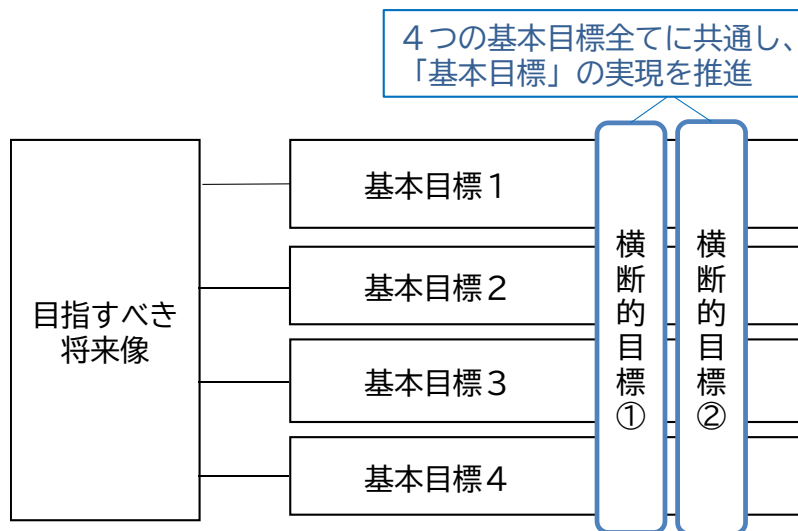 ４つの基本目標全てに共通し、
「基本目標」の実現を推進
目指すべき
将来像
基本目標１
基本目標２
基本目標３
基本目標４
横断的目標①
横断的目標②